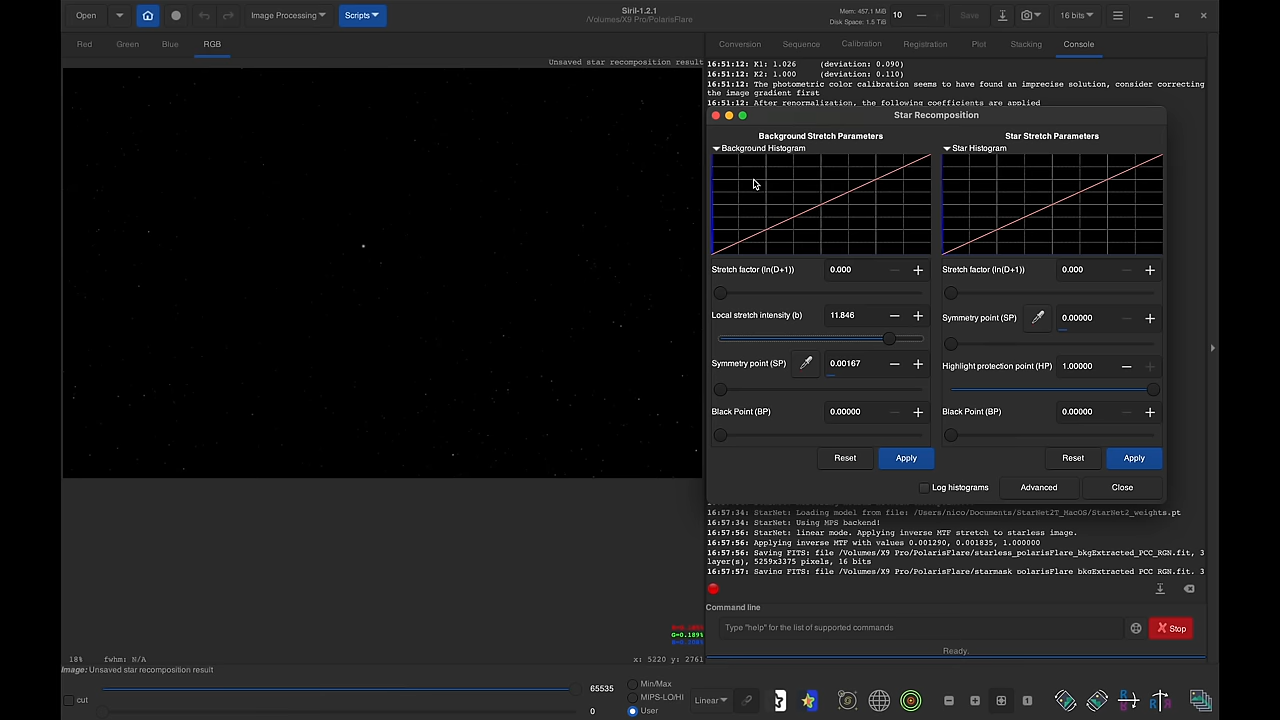 Open
Image Processing
Scripts
Siril-1.2.1
/Volumes/X9 Pro/PolarisFlare
Mem: 457.1 MiB
Disk Space: 1.5 TiB
10
Save
16 bits
Red
Green
Blue
RGB
Conversion
Sequence
Calibration
Registration
Plot
Stacking
Console
Unsaved star recomposition result
16:51:12: K1: 1.026 (deviation: 0.090)
16:51:12: K2: 1.000 (deviation: 0.110)
16:51:12: The photometric color calibration seems to have found an imprecise solution, consider correcting
the image gradient first
16:51:12: After renormalization, the following coefficients are applied
Star Recomposition
Background Stretch Parameters
Background Histogram
Stretch factor (ln(D+1))
0.000
Local stretch intensity (b)
11.846
Symmetry point (SP)
0.00167
Black Point (BP)
0.00000
Reset
Apply
Star Stretch Parameters
Star Histogram
Stretch factor (ln(D+1))
0.000
Symmetry point (SP)
0.00000
Highlight protection point (HP)
1.00000
Black Point (BP)
0.00000
Reset
Apply
Log histograms
Advanced
Close
16:57:34: StarNet: Loading model from file: /Users/nico/Documents/StarNet2T_MacOS/StarNet2_weights.pt
16:57:34: StarNet: Using MPS backend!
16:57:56: StarNet: linear mode. Applying inverse MTF stretch to starless image.
16:57:56: Applying inverse MTF with values 0.001290, 0.001835, 1.000000
16:57:56: Saving FITS: file /Volumes/X9 Pro/PolarisFlare/starless_polarisFlare_bkgExtracted_PCC_RGN.fit, 3
layer(s), 5259x3375 pixels, 16 bits
16:57:57: Saving FITS: file /Volumes/X9 Pro/PolarisFlare/starmask_polarisFlare_bkgExtracted_PCC_RGN.fit, 3
Command line
Type "help" for the list of supported commands
Stop
Ready.
G=0.189%
18%
fwhm: N/A
x: 5220 y: 2761
Image: Unsaved star recomposition result
cut
65535
0
Min/Max
MIPS-LO/HI
User
Linear